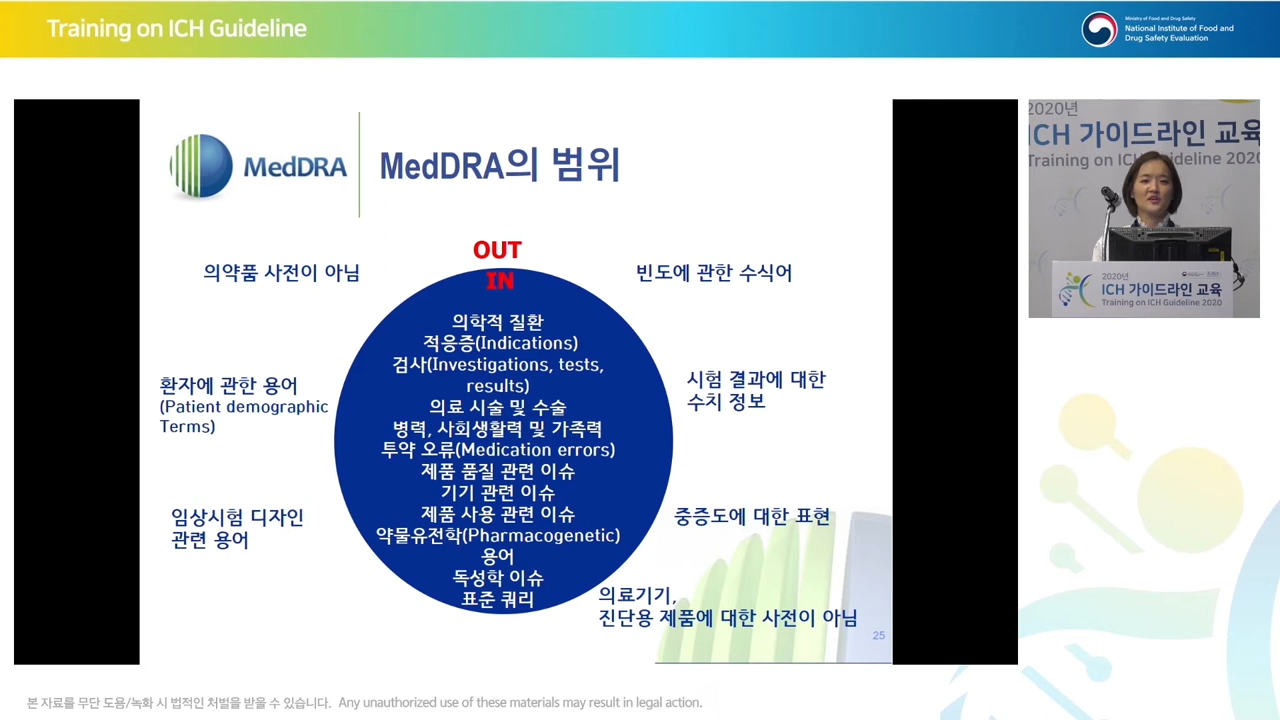 Training on ICH Guideline
Ministry of Food and Drug Safety
National Institute of Food and
Drug Safety Evaluation
MedDRA
MedDRA의 범위
OUT
IN
의약품 사전이 아님
빈도에 관한 수식어
의학적 질환
적응증(Indications)
검사(Investigations, tests,
results)
의료 시술 및 수술
병력, 사회생활력 및 가족력
투약 오류(Medication errors)
제품 품질 관련 이슈
기기 관련 이슈
제품 사용 관련 이슈
약물유전학(Pharmacogenetic)
용어
독성학 이슈
표준 쿼리
환자에 관한 용어
(Patient demographic
Terms)
시험 결과에 대한
수치 정보
임상시험 디자인
관련 용어
중증도에 대한 표현
의료기기,
진단용 제품에 대한 사전이 아님
25
2020년
ICH 가이드라인 교육
Training on ICH Guideline 2020
2020년
ICH 가이드라인 교육
Training on ICH Guideline 2020
본 자료를 무단 도용/녹화 시 법적인 처벌을 받을 수 있습니다. Any unauthorized use of these materials may result in legal action.